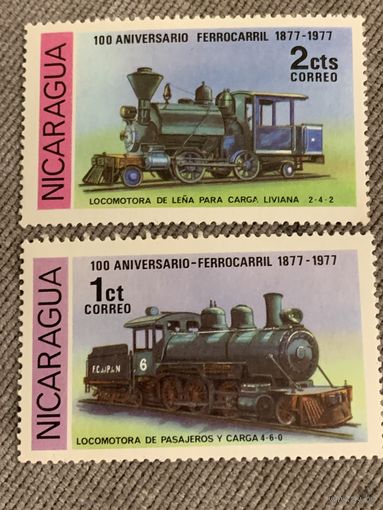 NICARAGUA
100 ANIVERSARIO FERROCARRIL 1877-1977
2cts
CORREO
LOCOMOTORA DE LEÑA PARA CARGA LIVIANA 2-4-2
NICARAGUA
100 ANIVERSARIO-FERROCARRIL 1877-1977
1ct
CORREO
6
LOCOMOTORA DE PASAJEROS Y CARGA 4-6-0